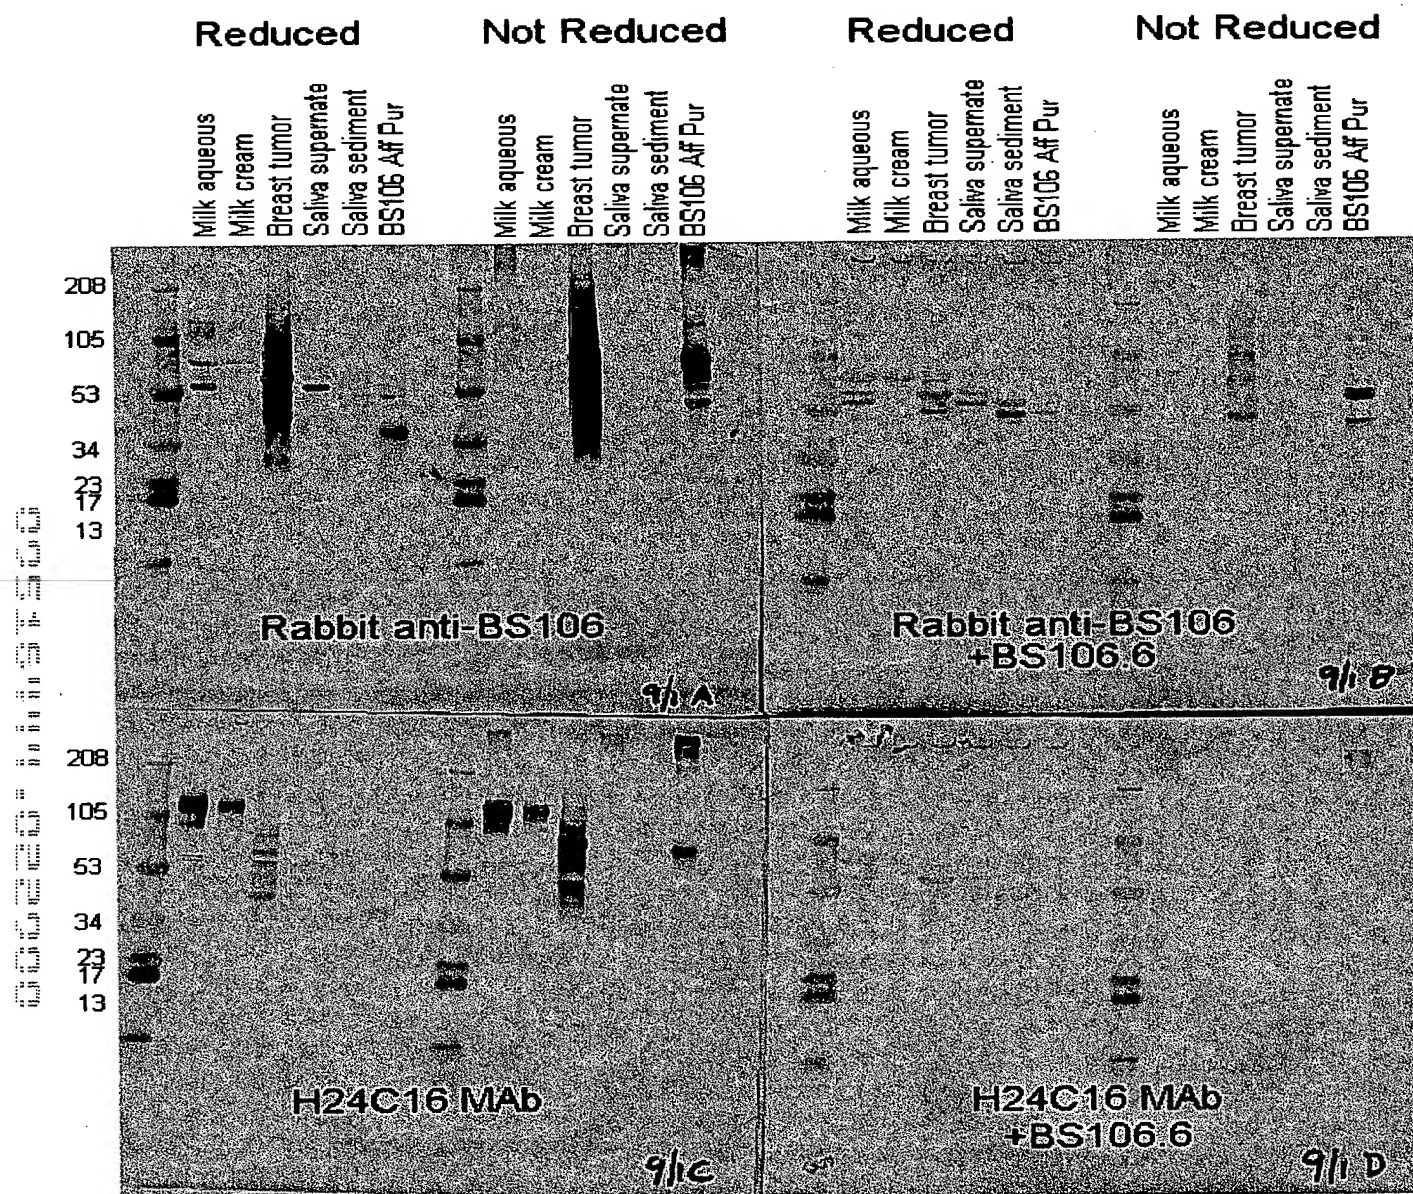 Reduced
Not Reduced
Reduced
Not Reduced
Milk aqueous
Milk cream
Breast tumor
Saliva supernate
Saliva sediment
BS106 Aff Pur
Milk aqueous
Milk cream
Breast tumor
Saliva supernate
Saliva sediment
BS106 Aff Pur
Milk aqueous
Milk cream
Breast tumor
Saliva supernate
Saliva sediment
BS106 Aff Pur
Milk aqueous
Milk cream
Breast tumor
Saliva supernate
Saliva sediment
BS106 Aff Pur
208
105
53
34
23
17
13
Rabbit anti-BS106
9/1 A
Rabbit anti-BS106
+BS106.6
9/1 B
208
105
53
34
23
17
13
H24C16 MAb
9/1C
H24C16 MAb
+BS106.6
9/1 D